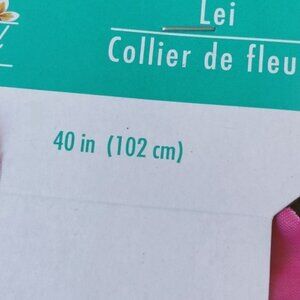 Lei
Collier de fleu
40 in (102 cm)